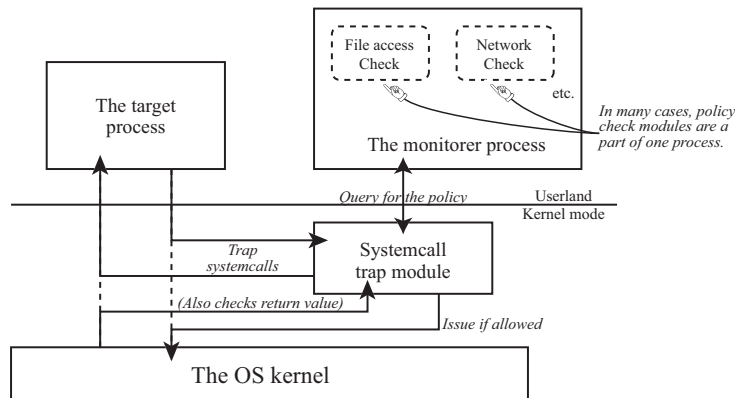 File access
Check
Network
Check
etc.
The target
process
The monitorer process
In many cases, policy
check modules are a
part of one process.
Query for the policy
Userland
Kernel mode
Trap
systemcalls
Systemcall
trap module
(Also checks return value)
Issue if allowed
The OS kernel